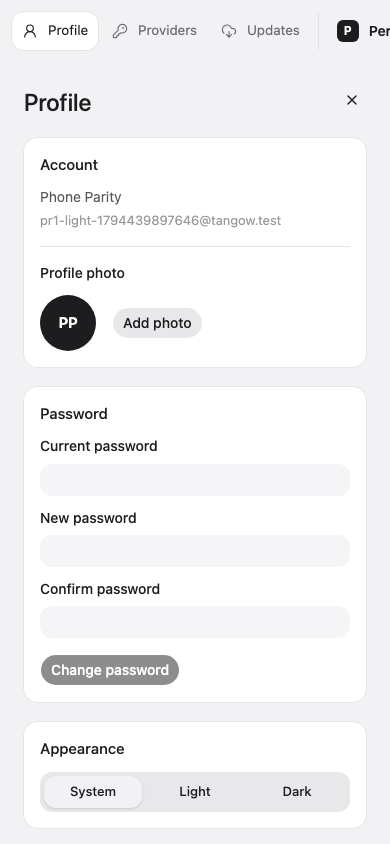 Profile
Providers
Updates
P
Per
Profile
Account
Phone Parity
pr1-light-1794439897646@tangow.test
Profile photo
PP
Add photo
Password
Current password
New password
Confirm password
Change password
Appearance
System
Light
Dark